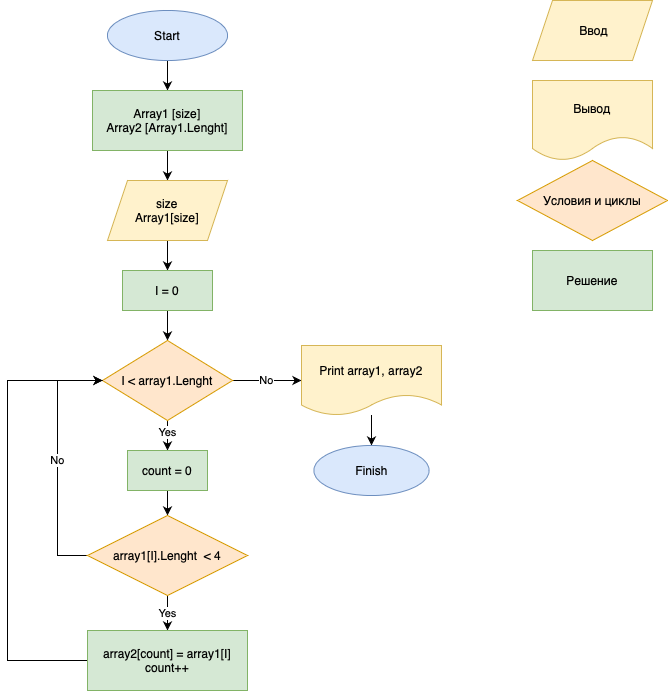 Start
Array1 [size]
Array2 [Array1.Lenght]
size
Array1[size]
I = 0
I < array1.Lenght
No
Print array1, array2
Yes
Finish
count = 0
No
array1[I].Lenght < 4
Yes
array2[count] = array1[I]
count++
Ввод
Вывод
Условия и циклы
Решение